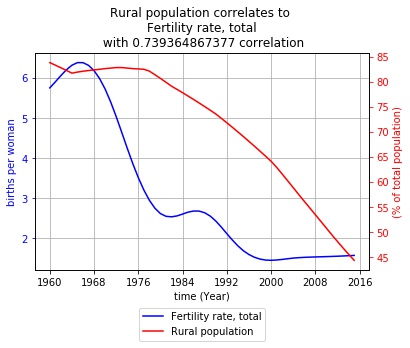 Rural population correlates to
Fertility rate, total
with 0.739364867377 correlation
births per woman
6
5
4
3
2
85
80
75
70
65
60
55
50
45
(% of total population)
1960 1968 1976 1984 1992 2000 2008 2016
time (Year)
Fertility rate, total
Rural population